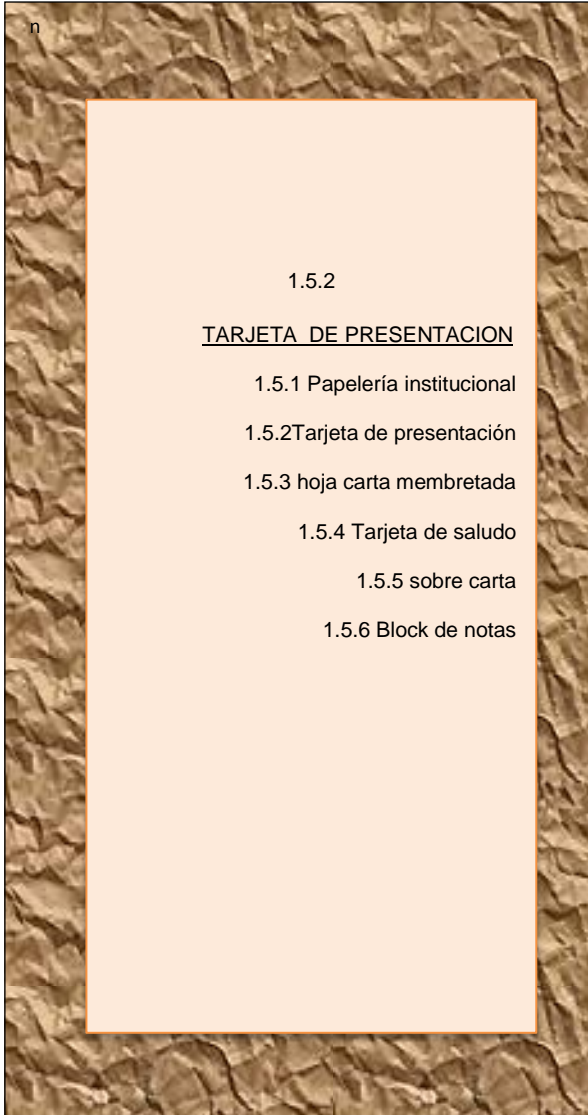 n
1.5.2
TARJETA DE PRESENTACION
1.5.1 Papelería institucional
1.5.2Tarjeta de presentación
1.5.3 hoja carta membretada
1.5.4 Tarjeta de saludo
1.5.5 sobre carta
1.5.6 Block de notas